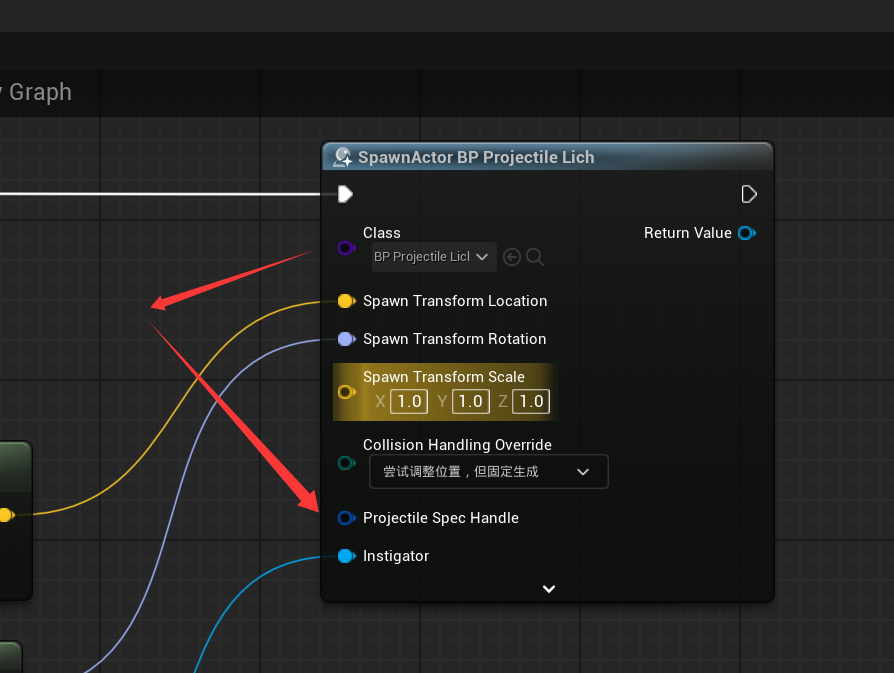 Graph
SpawnActor BP Projectile Lich
Class
Return Value
BP Projectile Licl
Spawn Transform Location
Spawn Transform Rotation
Spawn Transform Scale
X 1.0 Y 1.0 Z 1.0
Collision Handling Override
尝试调整位置，但固定生成
Projectile Spec Handle
Instigator